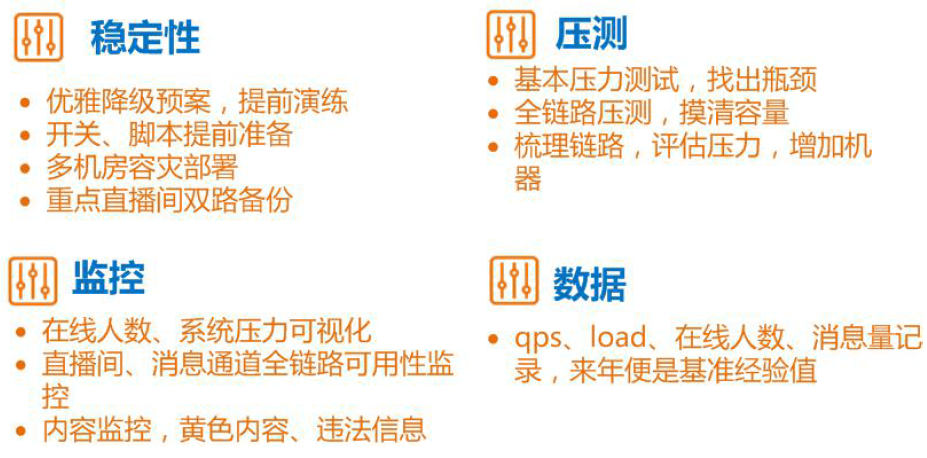 稳定性
• 优雅降级预案，提前演练
• 开关、脚本提前准备
• 多机房容灾部署
• 重点直播间双路备份
压测
• 基本压力测试，找出瓶颈
• 全链路压测，摸清容量
• 梳理链路，评估压力，增加机
器
监控
• 在线人数、系统压力可视化
• 直播间、消息通道全链路可用性监
控
• 内容监控，黄色内容、违法信息
数据
• qps、load、在线人数、消息量记
录，来年便是基准经验值